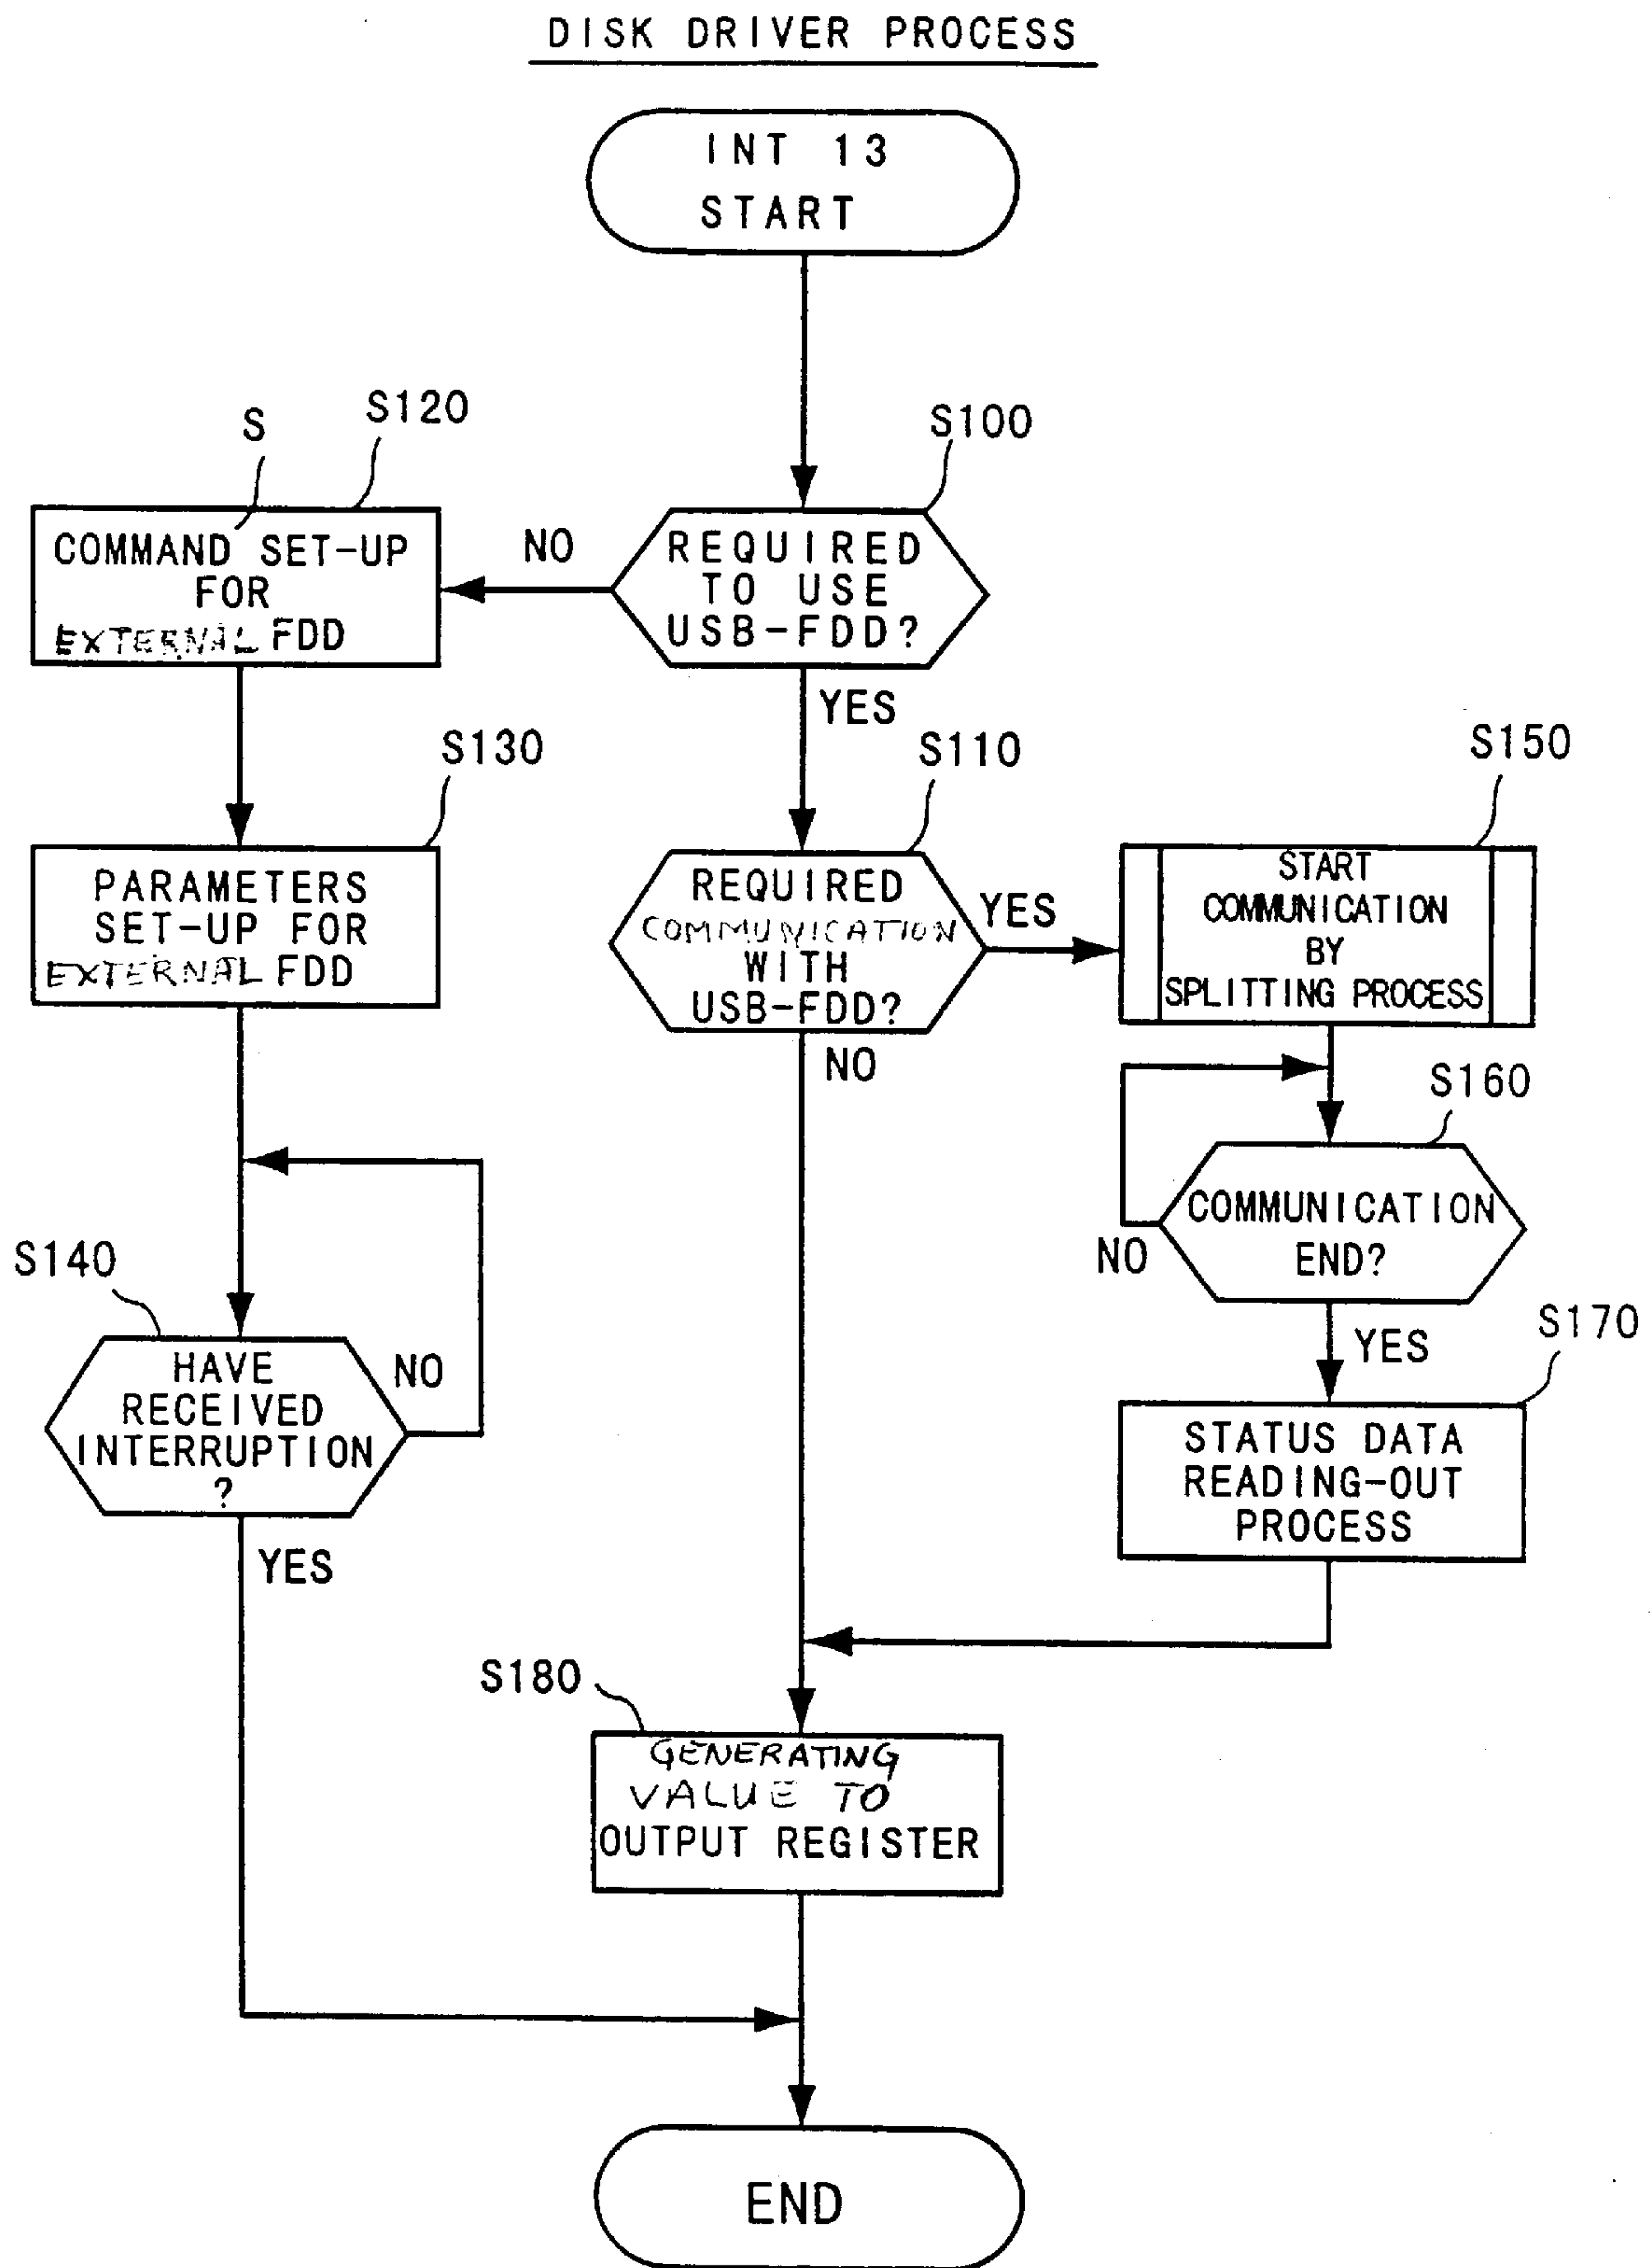 DISK DRIVER PROCESS
INT 13
START
S100
REQUIRED
TO USE
USB-FDD?
NO
YES
S
S120
COMMAND SET-UP
FOR
EXTERNAL FDD
S130
PARAMETERS
SET-UP FOR
EXTERNAL FDD
S140
HAVE
RECEIVED
INTERRUPTION
?
NO
YES
S110
REQUIRED
COMMUNICATION
WITH
USB-FDD?
YES
NO
S150
START
COMMUNICATION
BY
SPLITTING PROCESS
S160
COMMUNICATION
END?
NO
YES
S170
STATUS DATA
READING-OUT
PROCESS
S180
GENERATING
VALUE TO
OUTPUT REGISTER
END